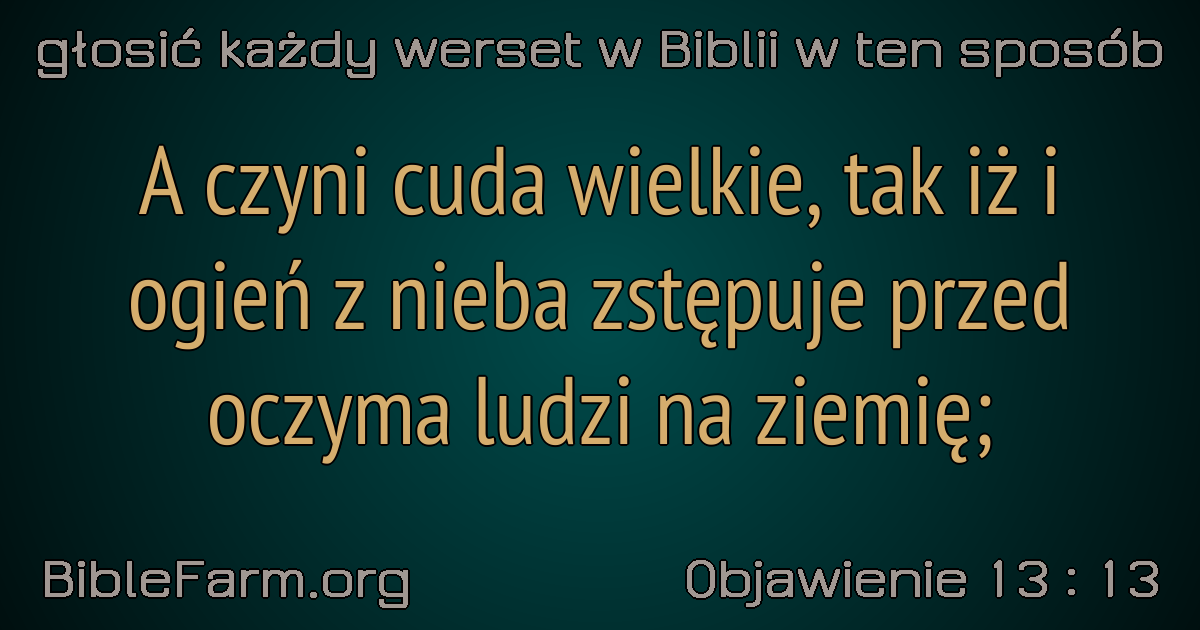 głosić każdy werset w Biblii w ten sposób
A czyni cuda wielkie, tak iż i
ogień z nieba zstępuje przed
oczyma ludzi na ziemię;
BibleFarm.org
Objawienie 13 : 13